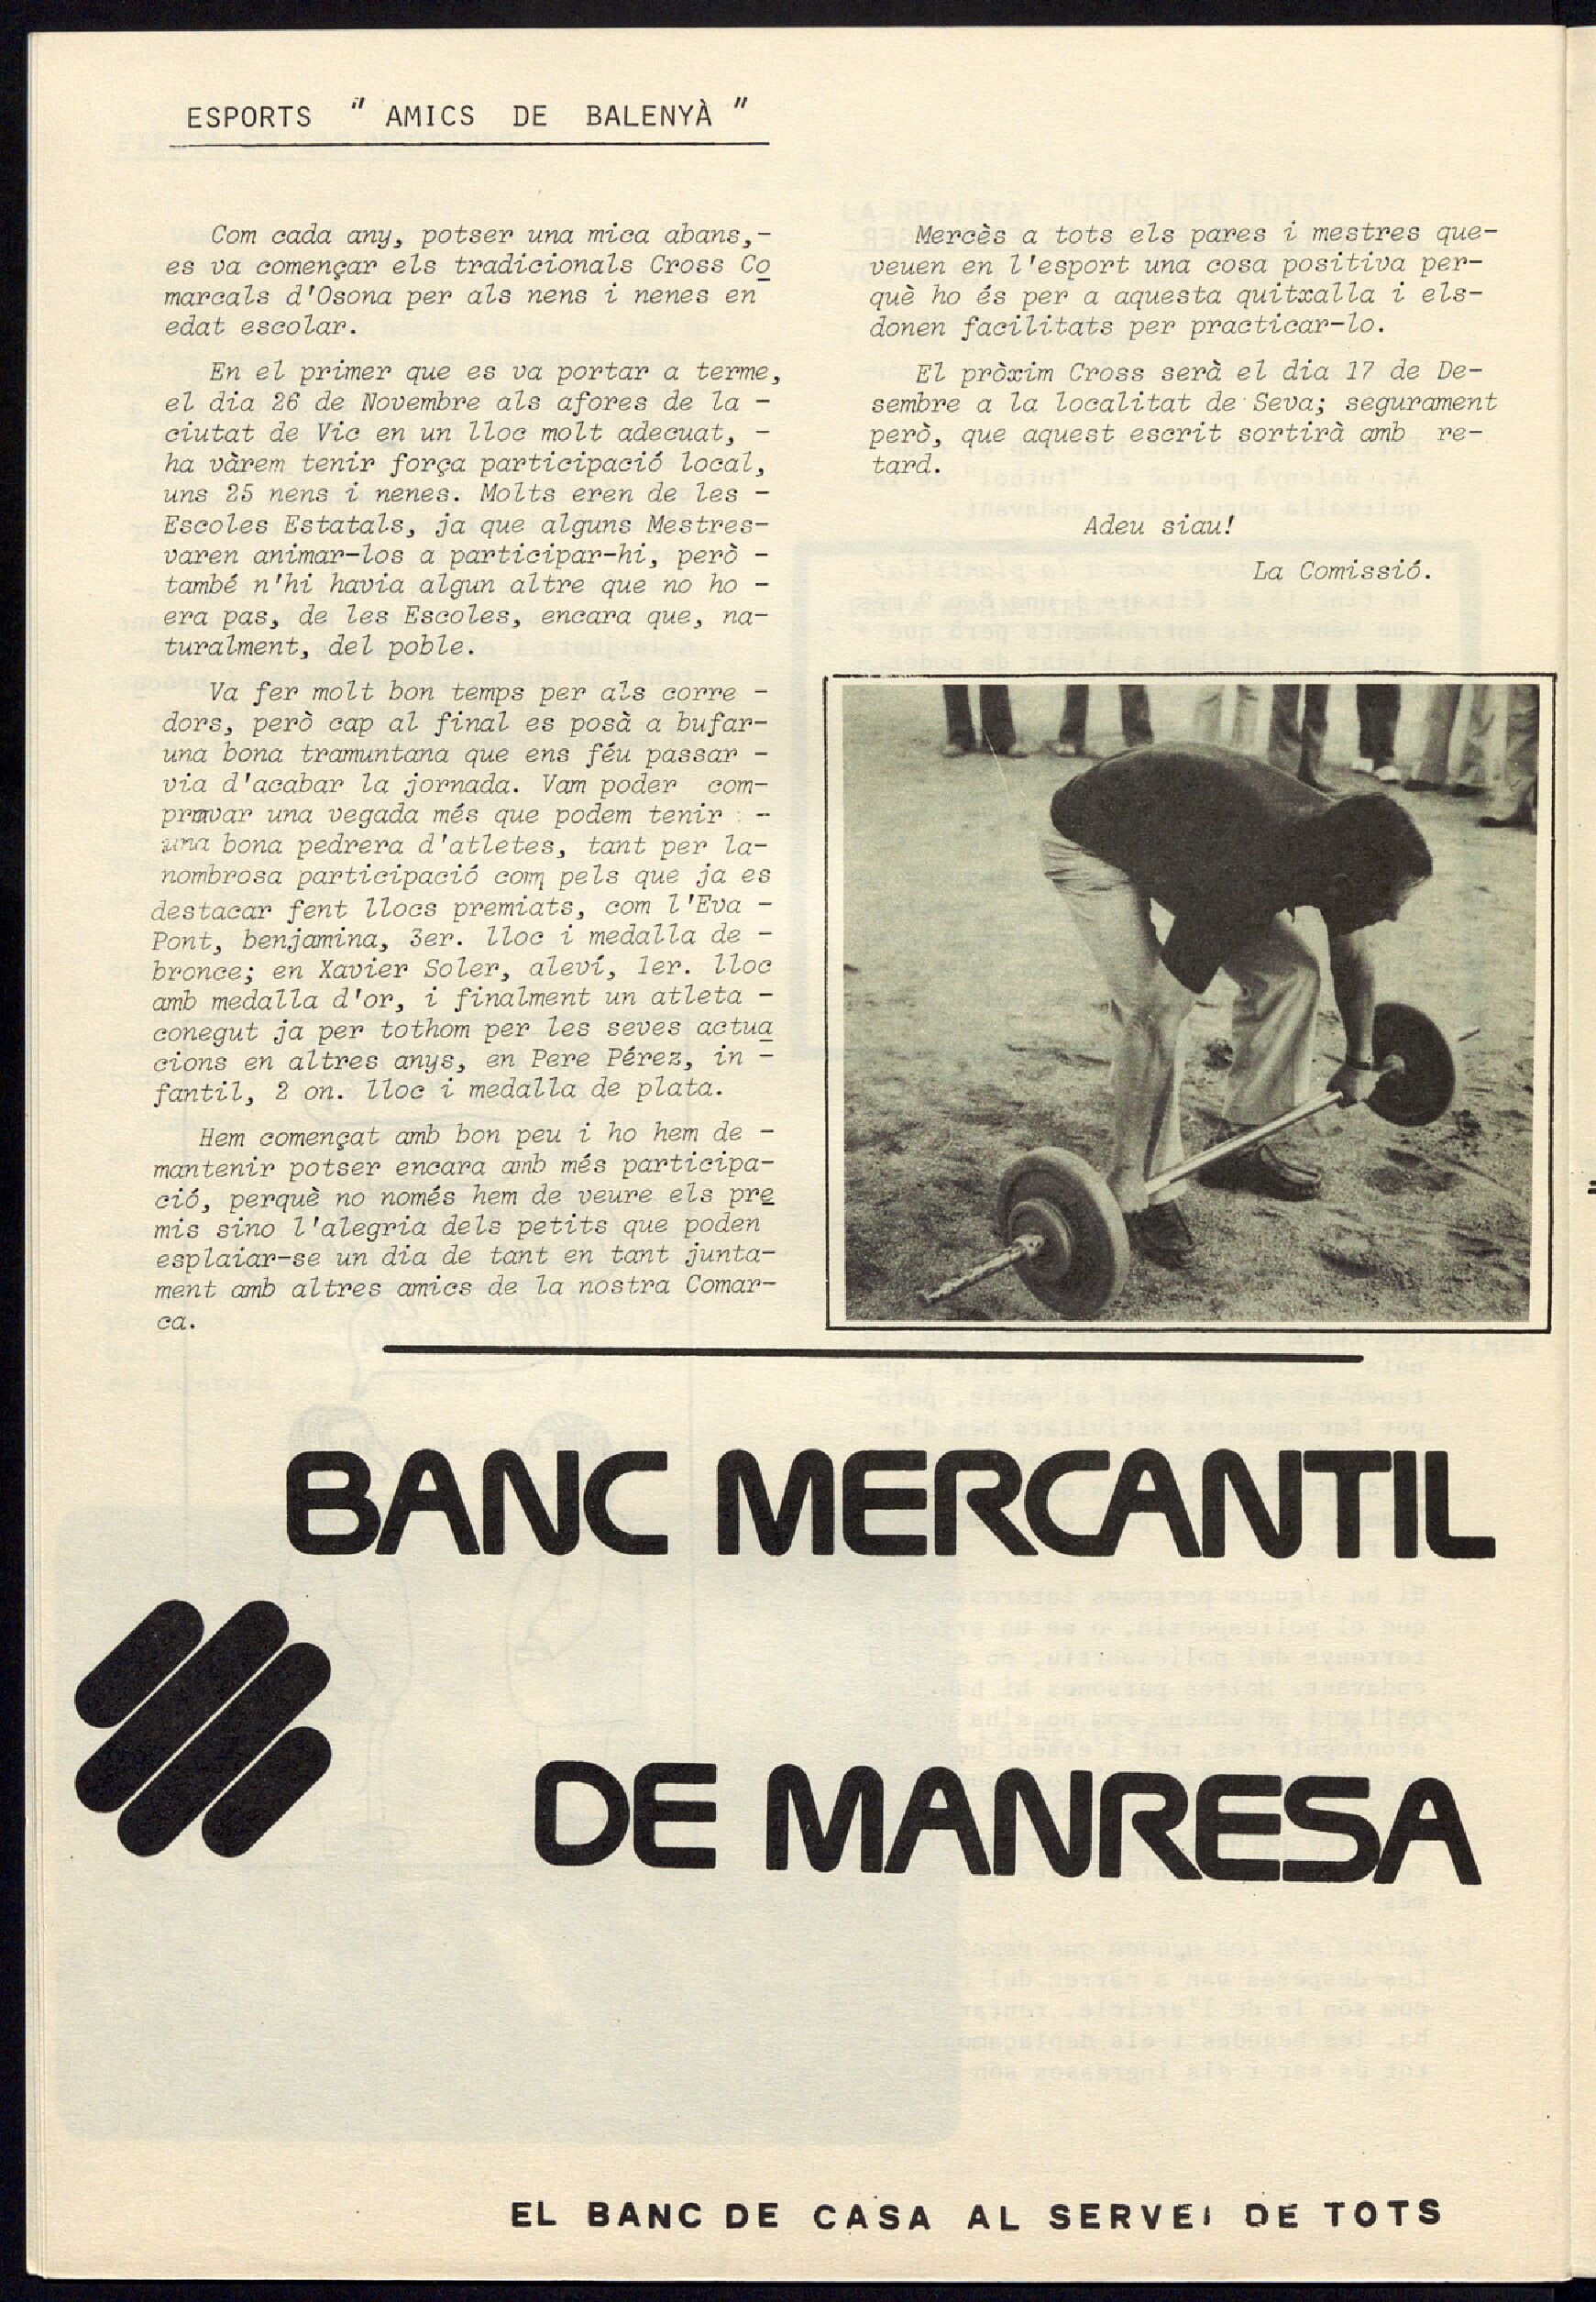 ESPORTS " AMICS DE BALENYÀ "
Com cada any, potser una mica abans,-
es va començar els tradicionals Cross Co
marcals d'Osona per als nens i nenes en
edat escolar.
En el primer que es va portar a terme,
el dia 26 de Novembre als afores de la -
ciutat de Vic en un lloc molt adecuat, -
ha vàrem tenir força participació local,
uns 25 nens i nenes. Molts eren de les -
Escoles Estatals, ja que alguns Mestres-
varen animar-los a participar-hi, però -
també n'hi havia algun altre que no ho -
era pas, de les Escoles, encara que, na-
turalment, del poble.
Va fer molt bon temps per als corre -
dors, però cap al final es posà a bufar-
una bona tramuntana que ens féu passar -
via d'acabar la jornada. Vam poder com-
provar una vegada més que podem tenir -
una bona pedrera d'atletes, tant per la-
nombrosa participació com pels que ja es
destacar fent llocs premiats, com l'Eva -
Pont, benjamina, 3er. lloc i medalla de -
bronce; en Xavier Soler, aleví, 1er. lloc
amb medalla d'or, i finalment un atleta -
conegut ja per tothom per les seves actua
cions en altres anys, en Pere Pérez, in -
fantil, 2 on. lloc i medalla de plata.
Hem començat amb bon peu i ho hem de -
mantenir potser encara amb més participa-
ció, perquè no només hem de veure els pre
mis sino l'alegria dels petits que poden
esplaiar-se un dia de tant en tant junta-
ment amb altres amics de la nostra Comar-
ca.
Mercès a tots els pares i mestres que-
veuen en l'esport una cosa positiva per-
què ho és per a aquesta quitxalla i els-
donen facilitats per practicar-lo.
El pròxim Cross serà el dia 17 de De-
sembre a la localitat de Seva; segurament
però, que aquest escrit sortirà amb re-
tard.
Adeu siau!
La Comissió.
BANC MERCANTIL
DE MANRESA
EL BANC DE CASA AL SERVEI DE TOTS